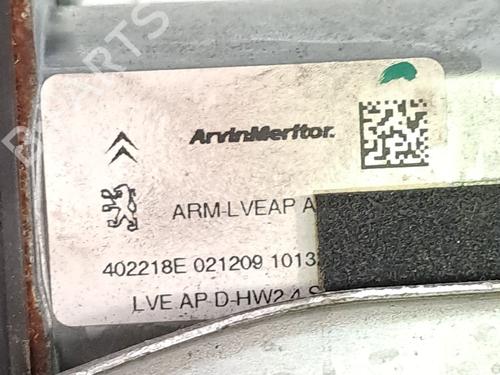 ArvinMeritor.
ARM-LVEAP A
402218E 021209 1013
LVE AP D-HW2.4